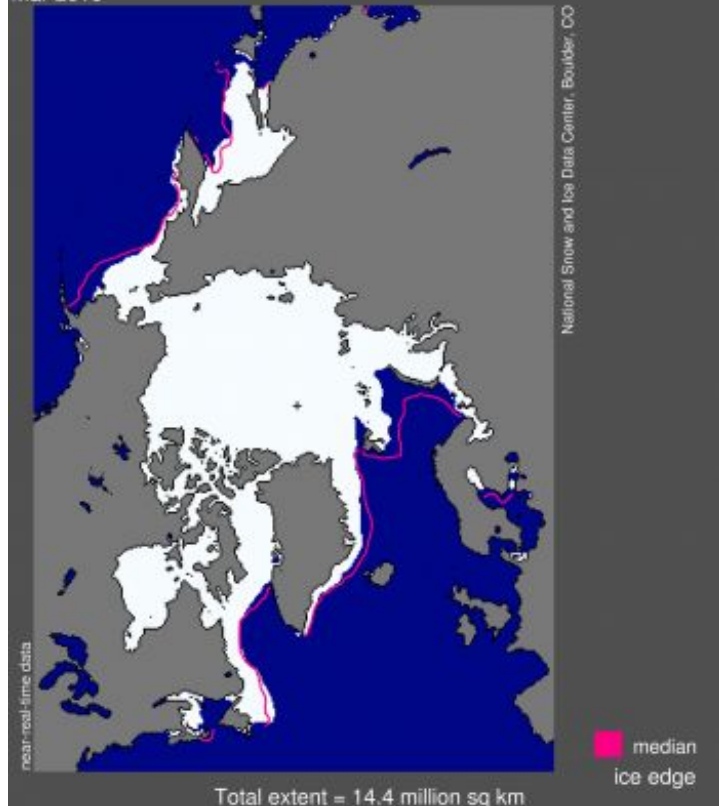 National Snow and Ice Data Center, Boulder, CO
near-real-time data
median
ice edge
Total extent = 14.4 million sq km